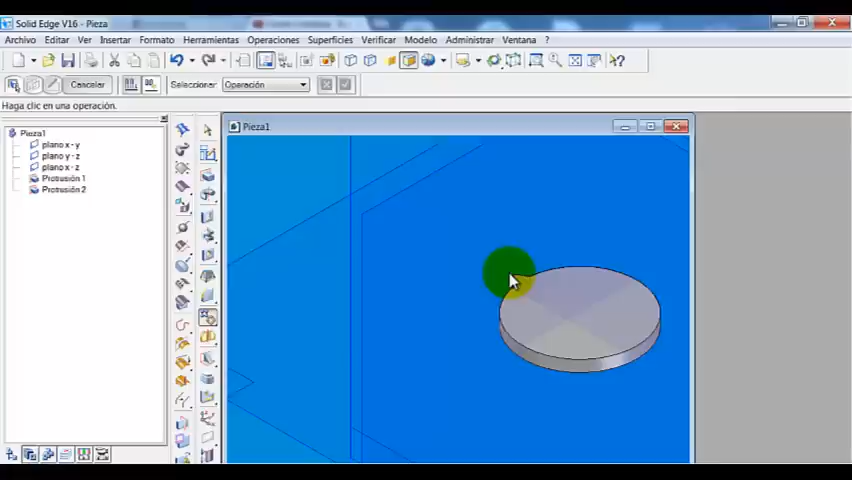 Solid Edge V16 - Pieza
Archivo Editar Ver Insertar Formato Herramientas Operaciones Superficies Verificar Modelo Administrar Ventana ?
Cancelar Seleccionar: Operación
Haga clic en una operación.
Pieza1
Pieza1
plano x - y
plano y - z
plano x - z
Protrusión 1
Protrusión 2